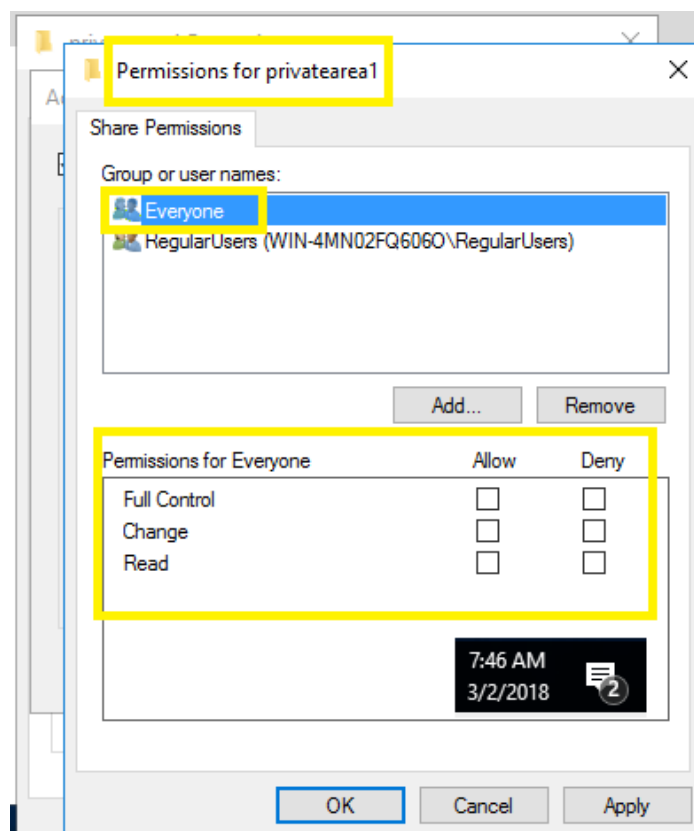 Permissions for privatearea1
Share Permissions
Group or user names:
Everyone
RegularUsers (WIN-4MN02FQ606O\RegularUsers)
Add... Remove
Permissions for Everyone Allow Deny
Full Control
Change
Read
7:46 AM
3/2/2018 2
OK Cancel Apply